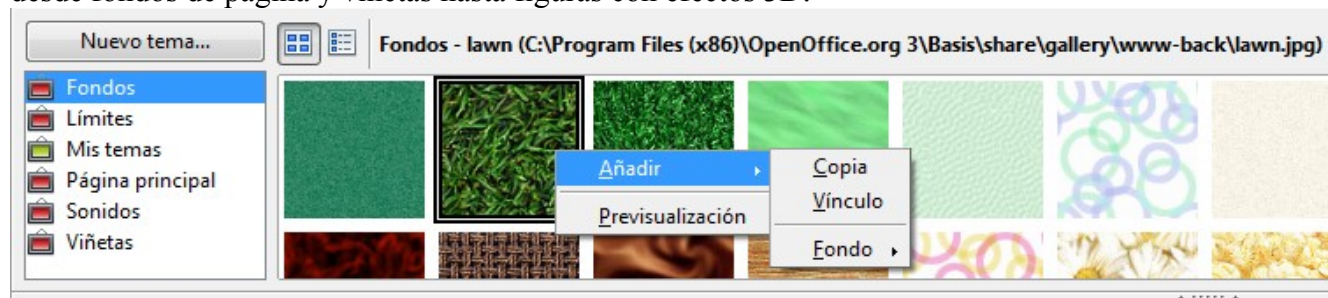 desde fondos de página y viñetas hasta figuras con efectos 3D.
Nuevo tema...
Fondos - lawn (C:\Program Files (x86)\OpenOffice.org 3\Basis\share\gallery\www-back\lawn.jpg)
Fondos
Límites
Mis temas
Página principal
Sonidos
Viñetas
Añadir
Previsualización
Copia
Vínculo
Fondo